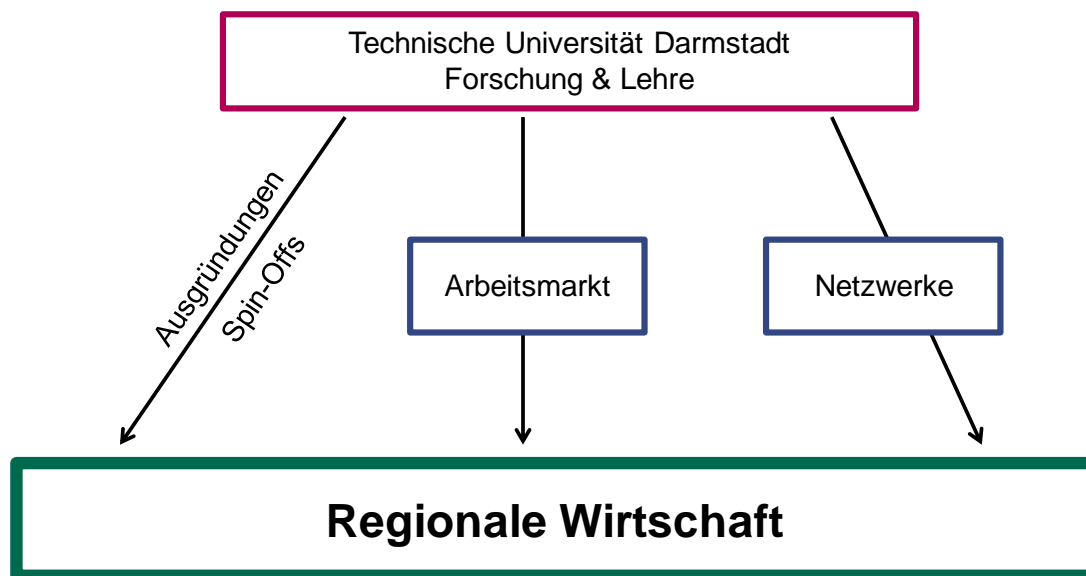 Technische Universität Darmstadt
Forschung & Lehre
Ausgründungen
Spin-Offs
Arbeitsmarkt
Netzwerke
Regionale Wirtschaft